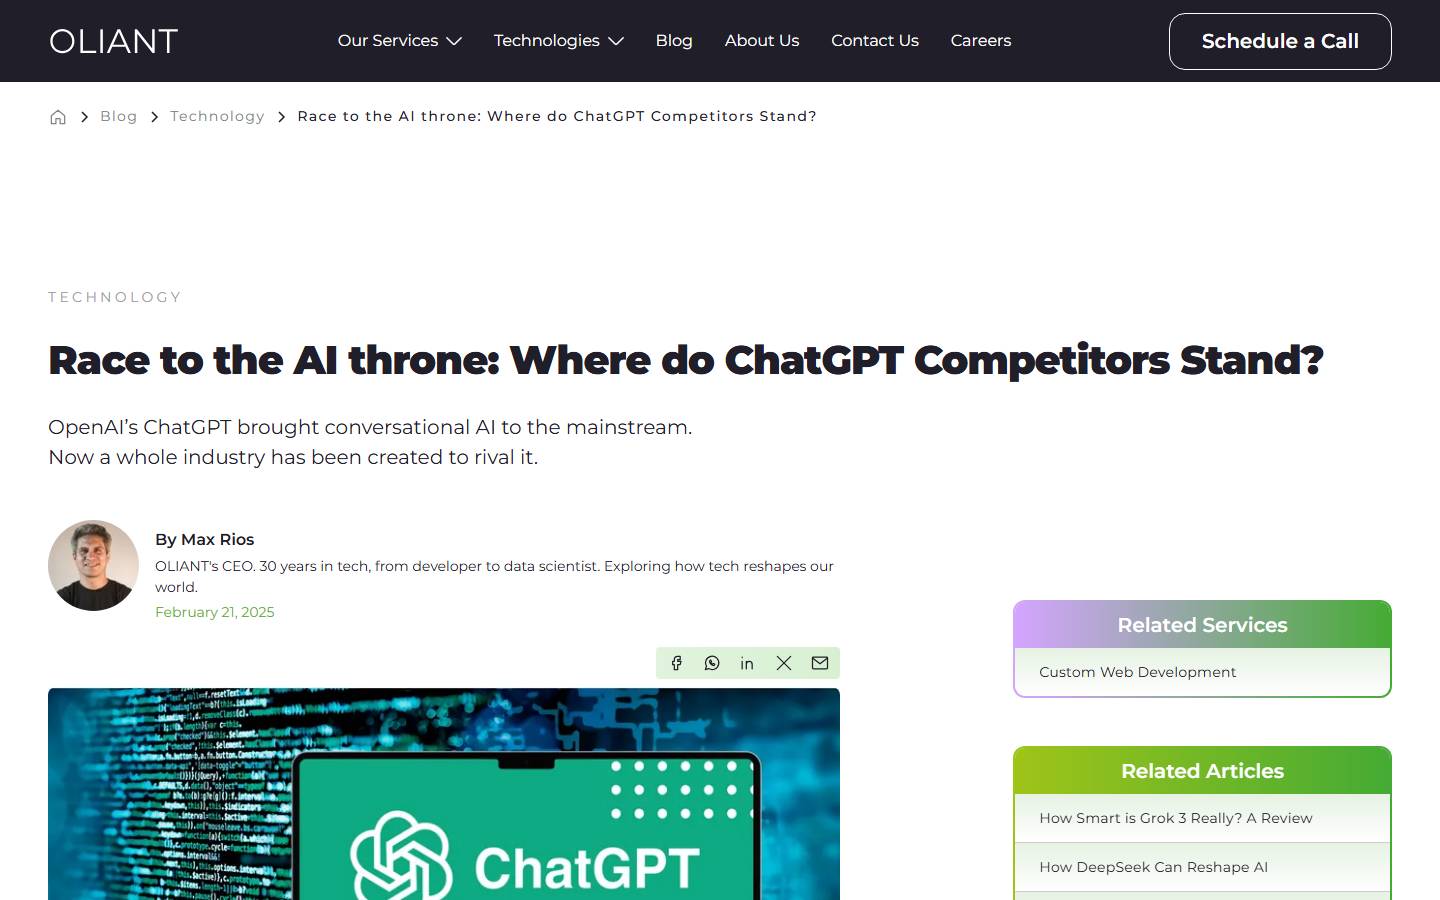 OLIANT
Our Services
Technologies
Blog
About Us
Contact Us
Careers
Schedule a Call
Blog
Technology
Race to the AI throne: Where do ChatGPT Competitors Stand?
TECHNOLOGY
Race to the AI throne: Where do ChatGPT Competitors Stand?
OpenAI’s ChatGPT brought conversational AI to the mainstream.
Now a whole industry has been created to rival it.
By Max Rios
OLIANT's CEO. 30 years in tech, from developer to data scientist. Exploring how tech reshapes our
world.
February 21, 2025
ChatGPT
Related Services
Custom Web Development
Related Articles
How Smart is Grok 3 Really? A Review
How DeepSeek Can Reshape AI